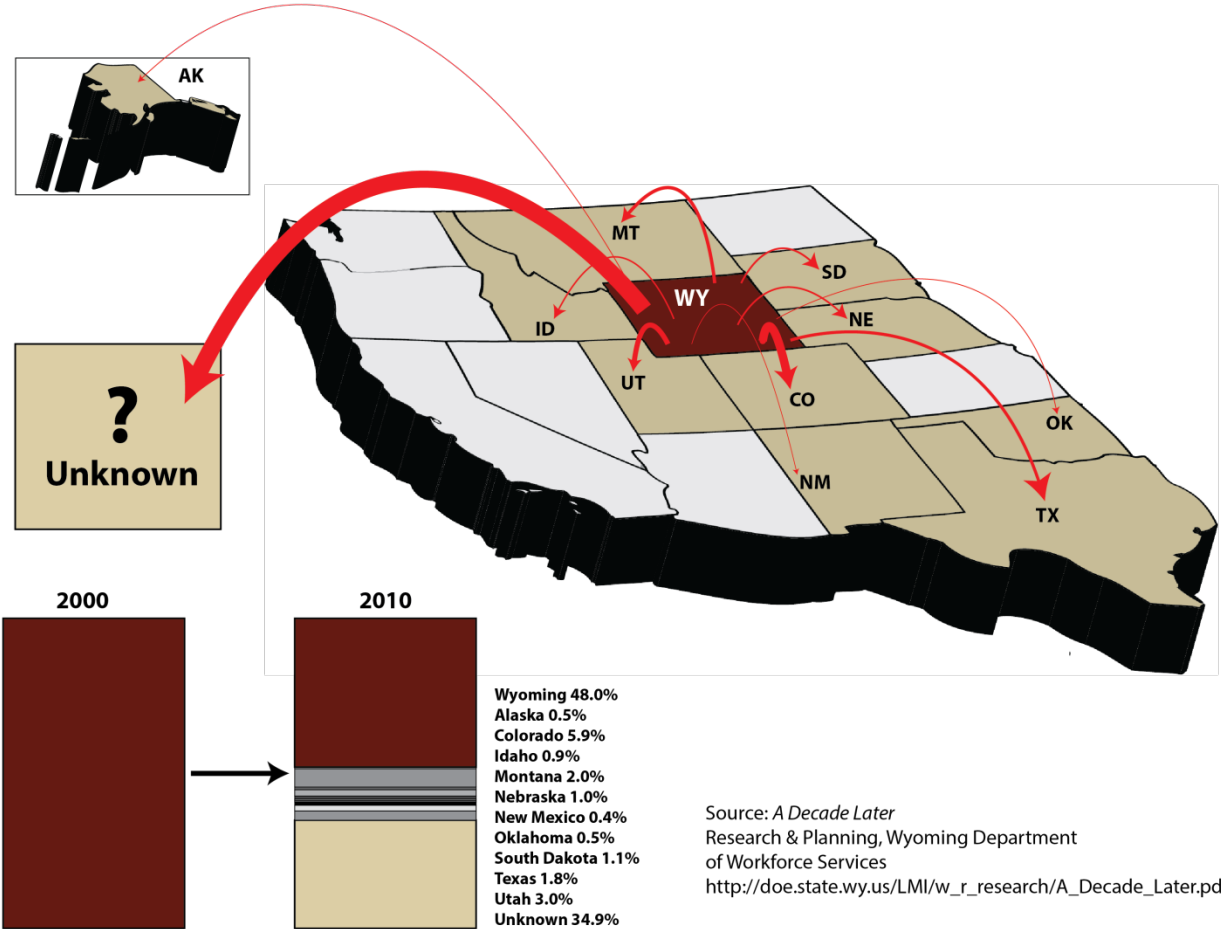 AK
MT
WY
SD
ID
NE
UT
CO
OK
NM
TX
?
Unknown
2000
2010
Wyoming 48.0%
Alaska 0.5%
Colorado 5.9%
Idaho 0.9%
Montana 2.0%
Nebraska 1.0%
New Mexico 0.4%
Oklahoma 0.5%
South Dakota 1.1%
Texas 1.8%
Utah 3.0%
Unknown 34.9%
Source: A Decade Later
Research & Planning, Wyoming Department
of Workforce Services
http://doe.state.wy.us/LMI/w_r_research/A_Decade_Later.pd